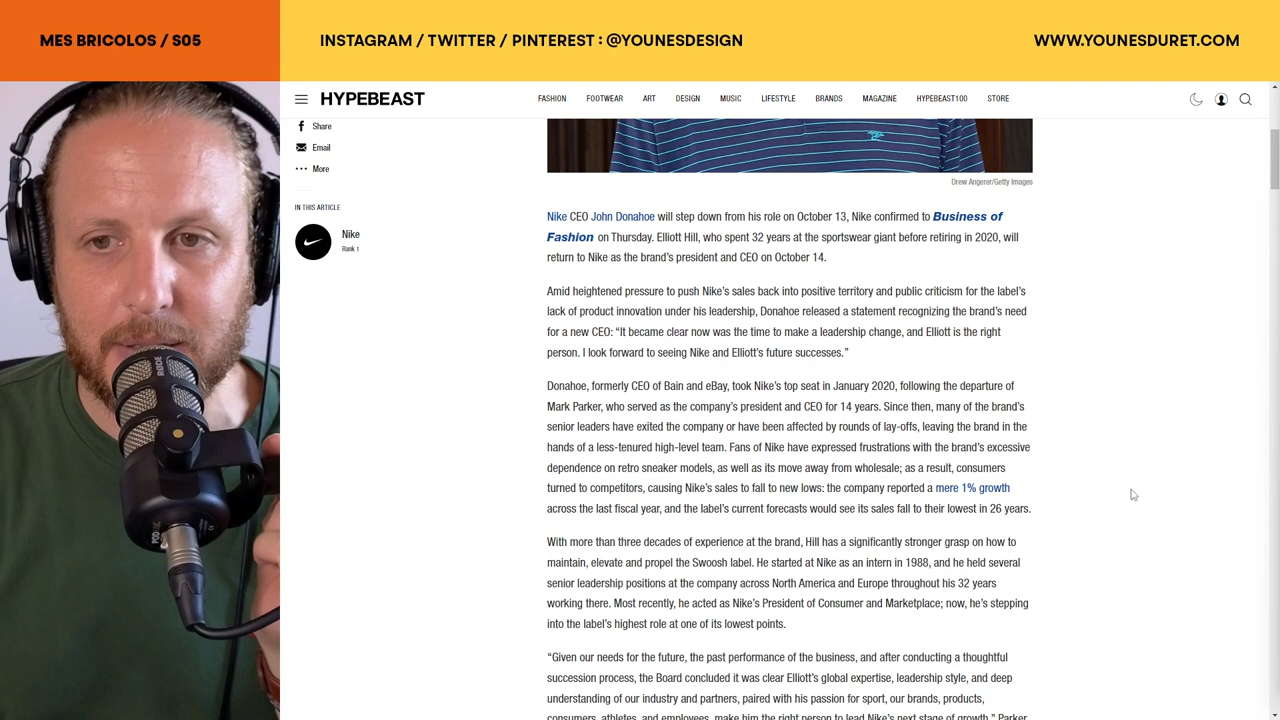 MES BRICOLOS / S05
INSTAGRAM / TWITTER / PINTEREST : @YOUNESDESIGN
WWW.YOUNESDURET.COM
HYPEBEAST
FASHION FOOTWEAR ART DESIGN MUSIC LIFESTYLE BRANDS MAGAZINE HYPEBEAST100 STORE
Share
Email
More
IN THIS ARTICLE
Nike
Rank 1
RØDE
Drew Angerer/Getty Images
Nike CEO John Donahoe will step down from his role on October 13, Nike confirmed to Business of
Fashion on Thursday. Elliott Hill, who spent 32 years at the sportswear giant before retiring in 2020, will
return to Nike as the brand's president and CEO on October 14.
Amid heightened pressure to push Nike's sales back into positive territory and public criticism for the label's
lack of product innovation under his leadership, Donahoe released a statement recognizing the brand's need
for a new CEO: “It became clear now was the time to make a leadership change, and Elliott is the right
person. I look forward to seeing Nike and Elliott's future successes.”
Donahoe, formerly CEO of Bain and eBay, took Nike's top seat in January 2020, following the departure of
Mark Parker, who served as the company's president and CEO for 14 years. Since then, many of the brand's
senior leaders have exited the company or have been affected by rounds of lay-offs, leaving the brand in the
hands of a less-tenured high-level team. Fans of Nike have expressed frustrations with the brand's excessive
dependence on retro sneaker models, as well as its move away from wholesale; as a result, consumers
turned to competitors, causing Nike's sales to fall to new lows: the company reported a mere 1% growth
across the last fiscal year, and the label's current forecasts would see its sales fall to their lowest in 26 years.
With more than three decades of experience at the brand, Hill has a significantly stronger grasp on how to
maintain, elevate and propel the Swoosh label. He started at Nike as an intern in 1988, and he held several
senior leadership positions at the company across North America and Europe throughout his 32 years
working there. Most recently, he acted as Nike's President of Consumer and Marketplace; now, he's stepping
into the label's highest role at one of its lowest points.
“Given our needs for the future, the past performance of the business, and after conducting a thoughtful
succession process, the Board concluded it was clear Elliott's global expertise, leadership style, and deep
understanding of our industry and partners, paired with his passion for sport, our brands, products,
consumers, athletes, and employees, make him the right person to lead Nike's next stage of growth,” Parker